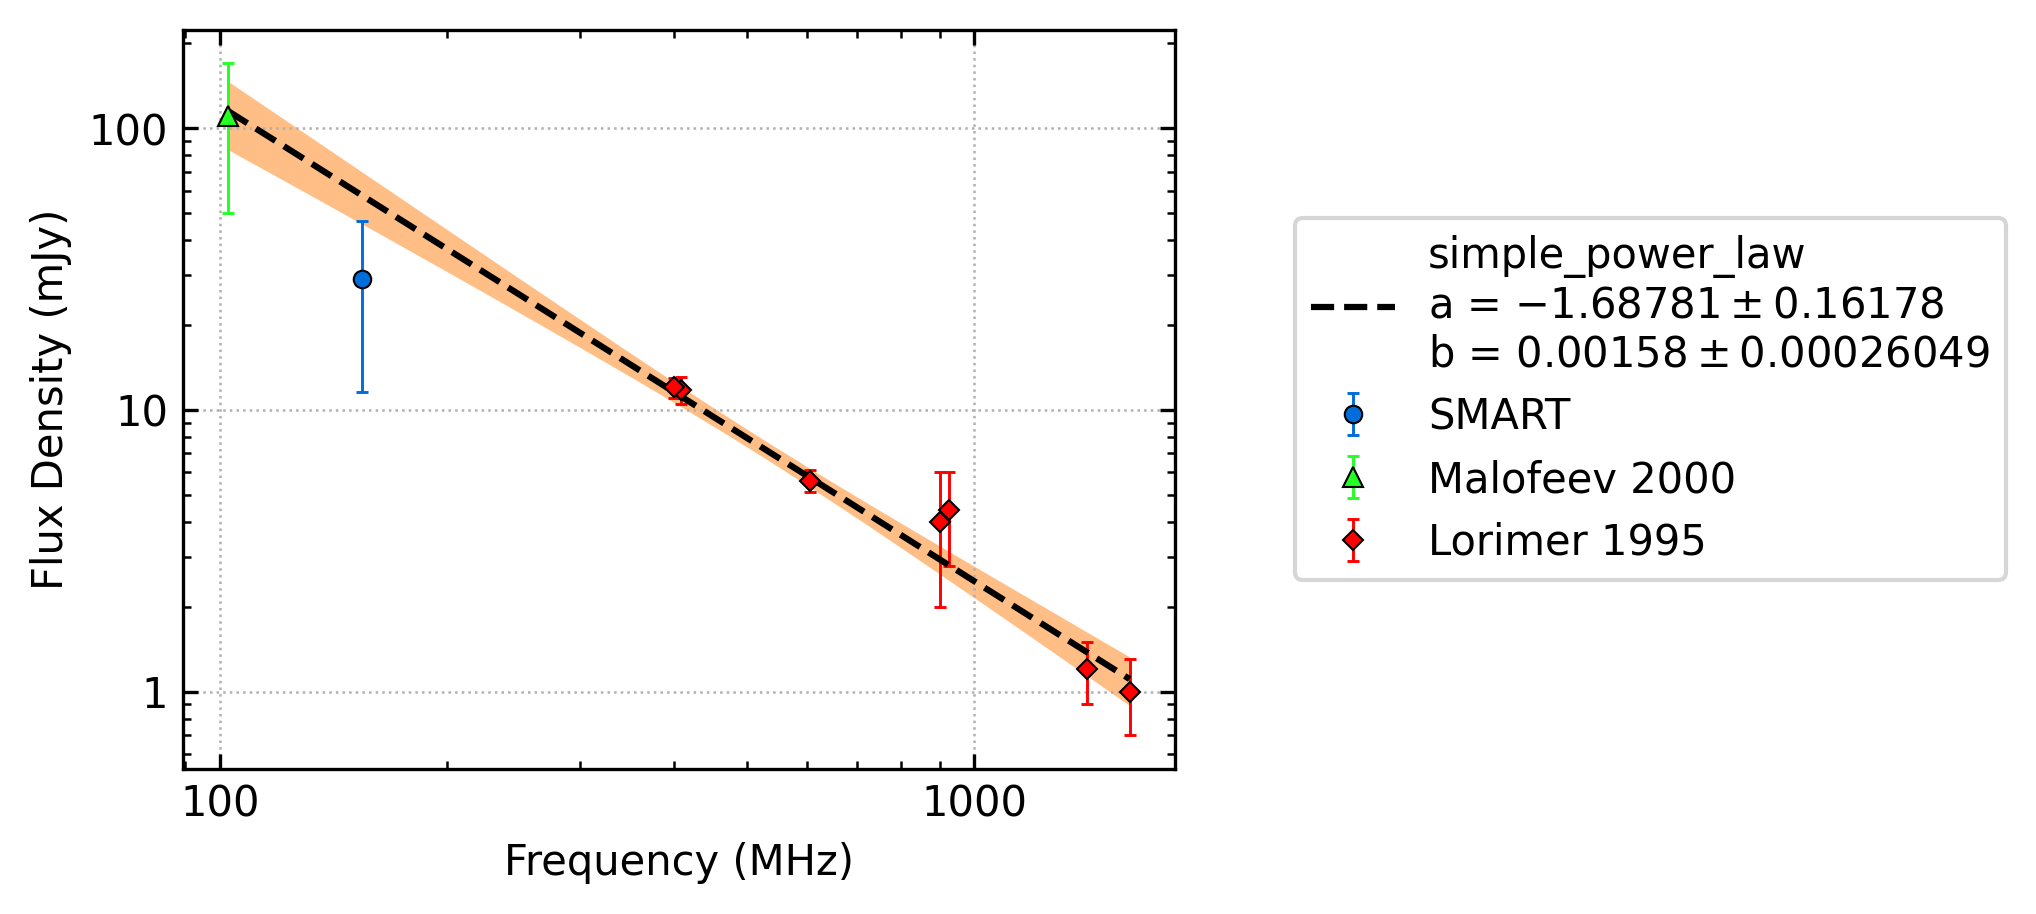 100
10
1
Flux Density (mJy)
100
1000
Frequency (MHz)
simple_power_law
a = −1.68781 ± 0.16178
b = 0.00158 ± 0.00026049
SMART
Malofeev 2000
Lorimer 1995